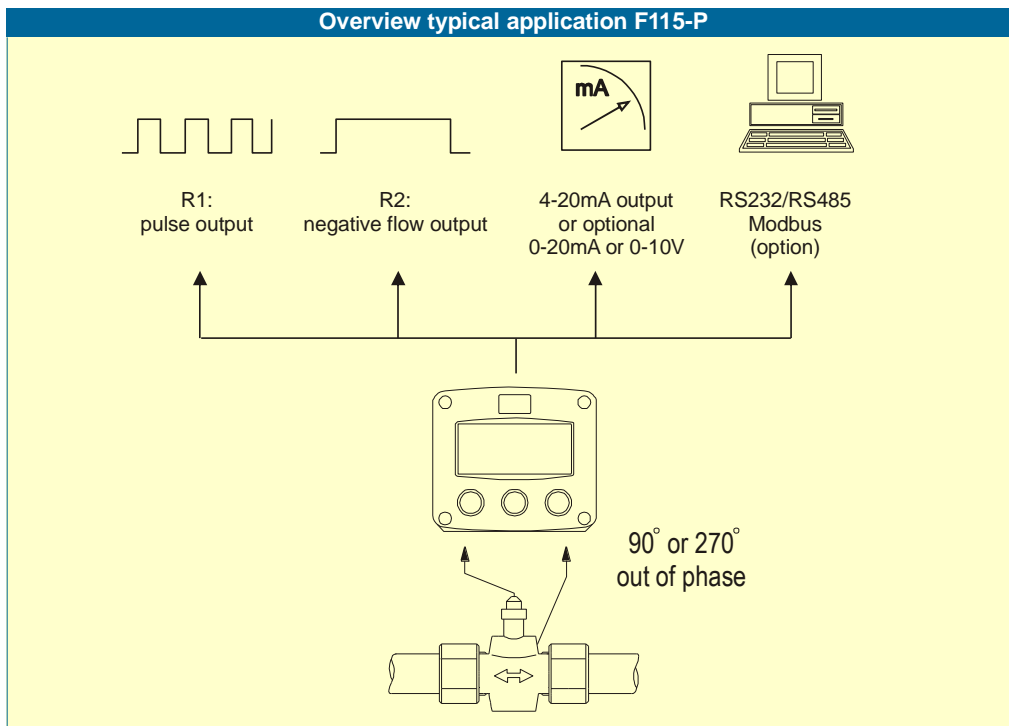 Overview typical application F115-P
mA
R1:
pulse output
R2:
negative flow output
4-20mA output
or optional
0-20mA or 0-10V
RS232/RS485
Modbus
(option)
90° or 270°
out of phase